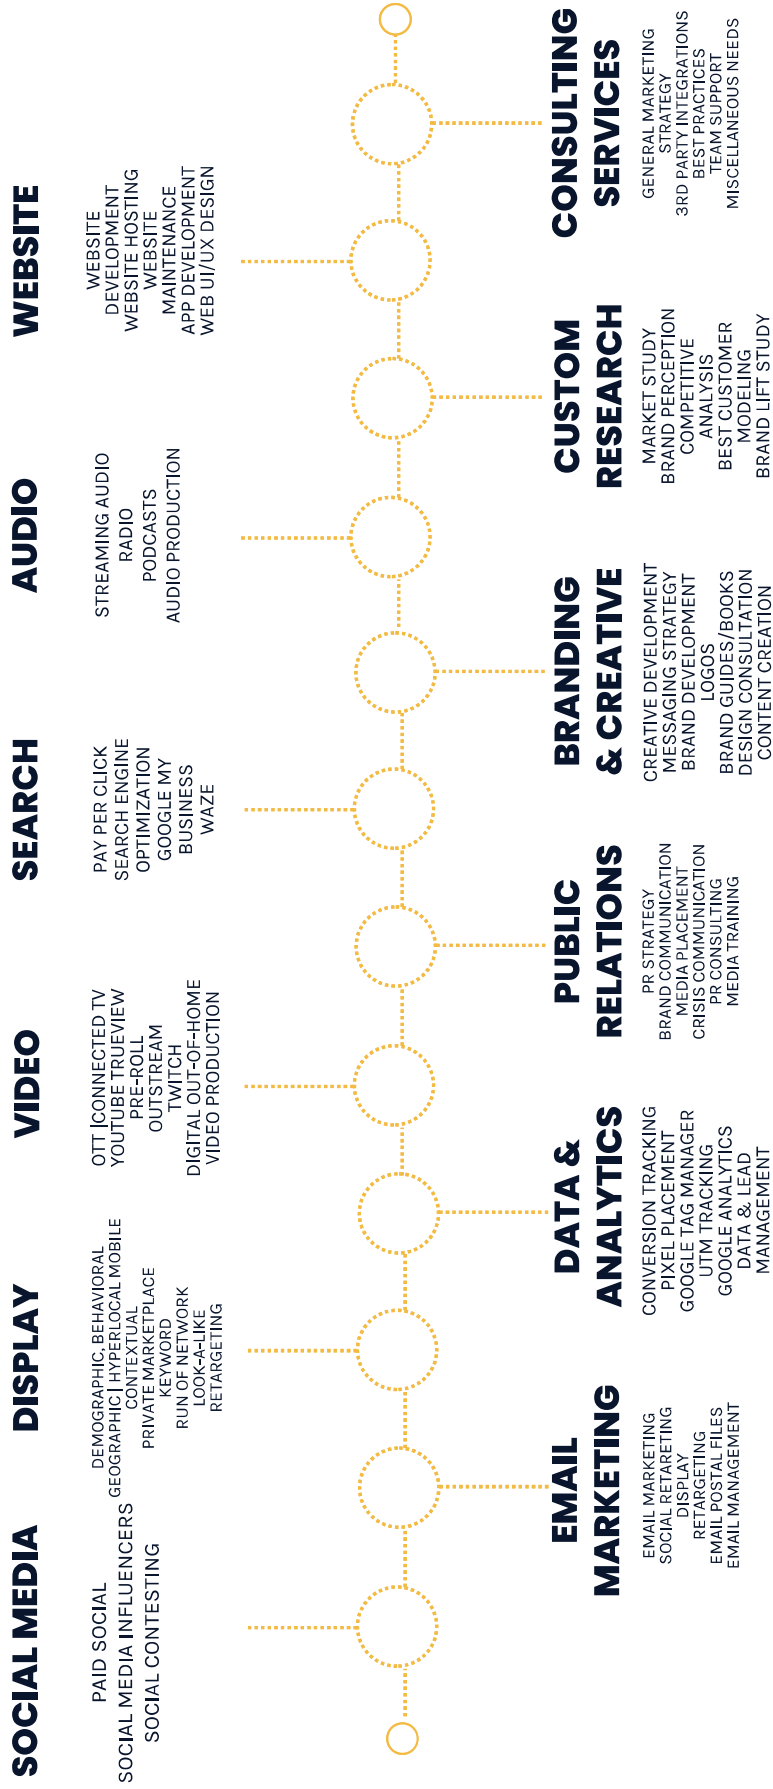 SOCIAL MEDIA
PAID SOCIAL
SOCIAL MEDIA INFLUENCERS
SOCIAL CONTESTING
DISPLAY
DEMOGRAPHIC, BEHAVIORAL
GEOGRAPHIC | HYPERLOCAL MOBILE
CONTEXTUAL
PRIVATE MARKETPLACE
KEYWORD
RUN OF NETWORK
LOOK-A-LIKE
RETARGETING
VIDEO
OTT |CONNECTED TV
YOUTUBE TRUEVIEW
PRE-ROLL
OUTSTREAM
TWITCH
DIGITAL OUT-OF-HOME
VIDEO PRODUCTION
SEARCH
PAY PER CLICK
SEARCH ENGINE
OPTIMIZATION
GOOGLE MY
BUSINESS
WAZE
AUDIO
STREAMING AUDIO
RADIO
PODCASTS
AUDIO PRODUCTION
WEBSITE
WEBSITE
DEVELOPMENT
WEBSITE HOSTING
WEBSITE
MAINTENANCE
APP DEVELOPMENT
WEB UI/UX DESIGN
EMAIL
MARKETING
EMAIL MARKETING
SOCIAL RETARETING
DISPLAY
RETARGETING
EMAIL POSTAL FILES
EMAIL MANAGEMENT
DATA &
ANALYTICS
CONVERSION TRACKING
PIXEL PLACEMENT
GOOGLE TAG MANAGER
UTM TRACKING
GOOGLE ANALYTICS
DATA & LEAD
MANAGEMENT
PUBLIC
RELATIONS
PR STRATEGY
BRAND COMMUNICATION
MEDIA PLACEMENT
CRISIS COMMUNICATION
PR CONSULTING
MEDIA TRAINING
BRANDING
& CREATIVE
CREATIVE DEVELOPMENT
MESSAGING STRATEGY
BRAND DEVELOPMENT
LOGOS
BRAND GUIDES/BOOKS
DESIGN CONSULTATION
CONTENT CREATION
CUSTOM
RESEARCH
MARKET STUDY
BRAND PERCEPTION
COMPETITIVE
ANALYSIS
BEST CUSTOMER
MODELING
BRAND LIFT STUDY
CONSULTING
SERVICES
GENERAL MARKETING
STRATEGY
3RD PARTY INTEGRATIONS
BEST PRACTICES
TEAM SUPPORT
MISCELLANEOUS NEEDS